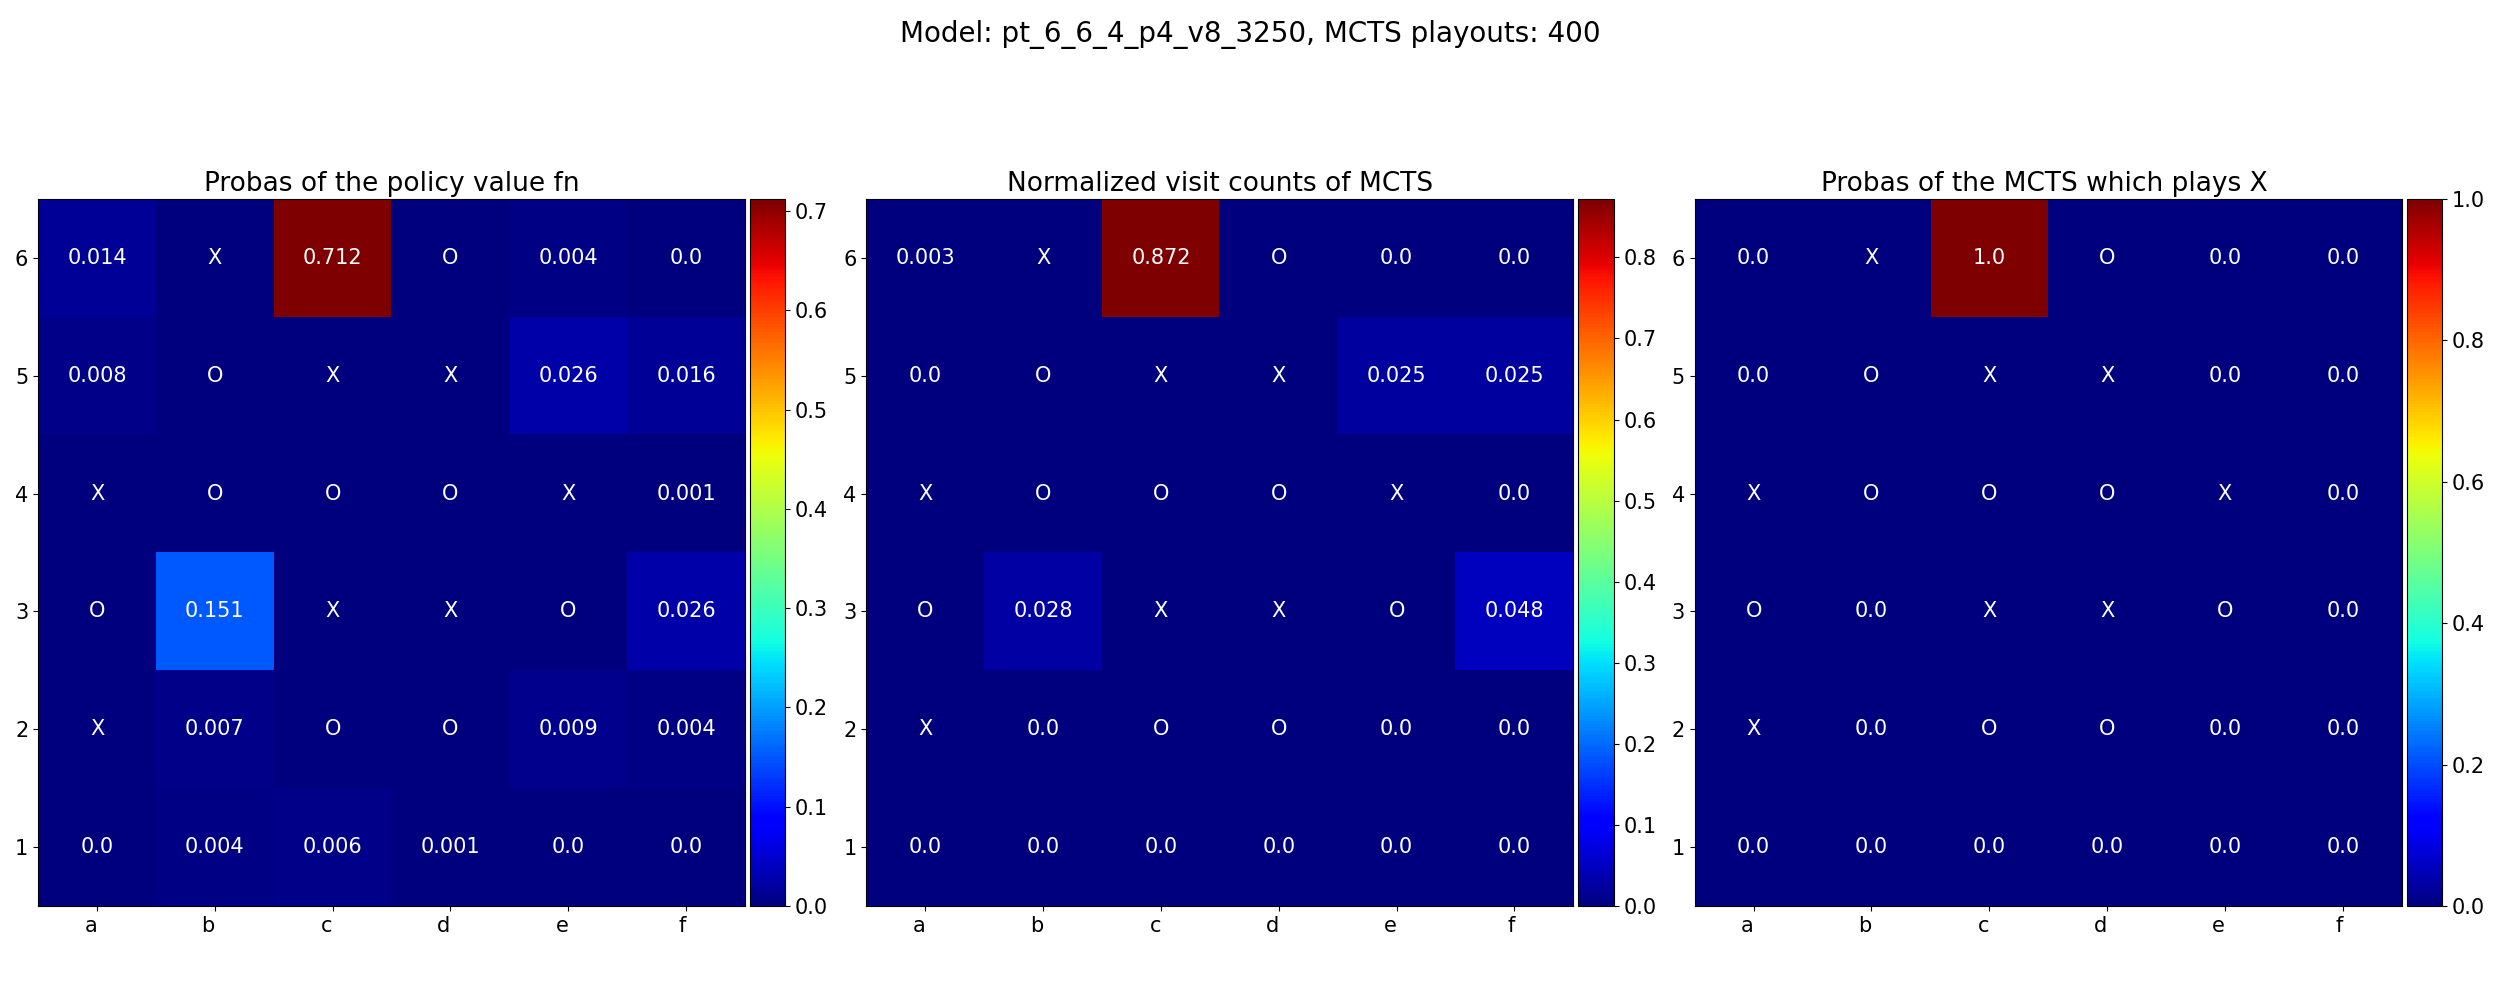 Model: pt_6_6_4_p4_v8_3250, MCTS playouts: 400
Probas of the policy value fn
6 0.014 X 0.712 O 0.004 0.0
5 0.008 O X X 0.026 0.016
4 X O O O X 0.001
3 O 0.151 X X O 0.026
2 X 0.007 O O 0.009 0.004
1 0.0 0.004 0.006 0.001 0.0 0.0
a b c d e f
0.7
0.6
0.5
0.4
0.3
0.2
0.1
0.0
Normalized visit counts of MCTS
6 0.003 X 0.872 O 0.0 0.0
5 0.0 O X X 0.025 0.025
4 X O O O X 0.0
3 O 0.028 X X O 0.048
2 X 0.0 O O 0.0 0.0
1 0.0 0.0 0.0 0.0 0.0 0.0
a b c d e f
0.8
0.7
0.6
0.5
0.4
0.3
0.2
0.1
0.0
Probas of the MCTS which plays X
6 0.0 X 1.0 O 0.0 0.0
5 0.0 O X X 0.0 0.0
4 X O O O X 0.0
3 O 0.0 X X O 0.0
2 X 0.0 O O 0.0 0.0
1 0.0 0.0 0.0 0.0 0.0 0.0
a b c d e f
1.0
0.8
0.6
0.4
0.2
0.0